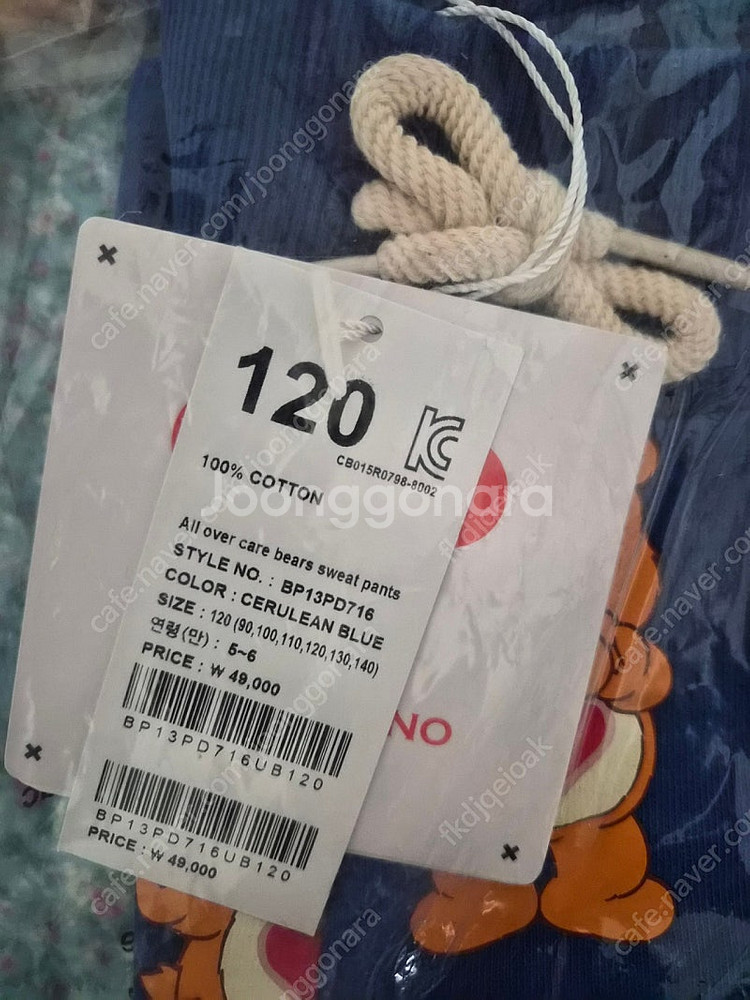 120
KC
CB015R0798-8002
100% COTTON
Joonggonara
All over care bears sweat pants
STYLE NO. : BP13PD716
COLOR : CERULEAN BLUE
SIZE : 120 (90,100,110,120,130,140)
연령(만) : 5~6
PRICE : ₩ 49,000
BP13PD716UB120
NO
BP13PD716UB120
PRICE : ₩ 49,000
cafe.naver.com/joonggonara
fkdjqeioak